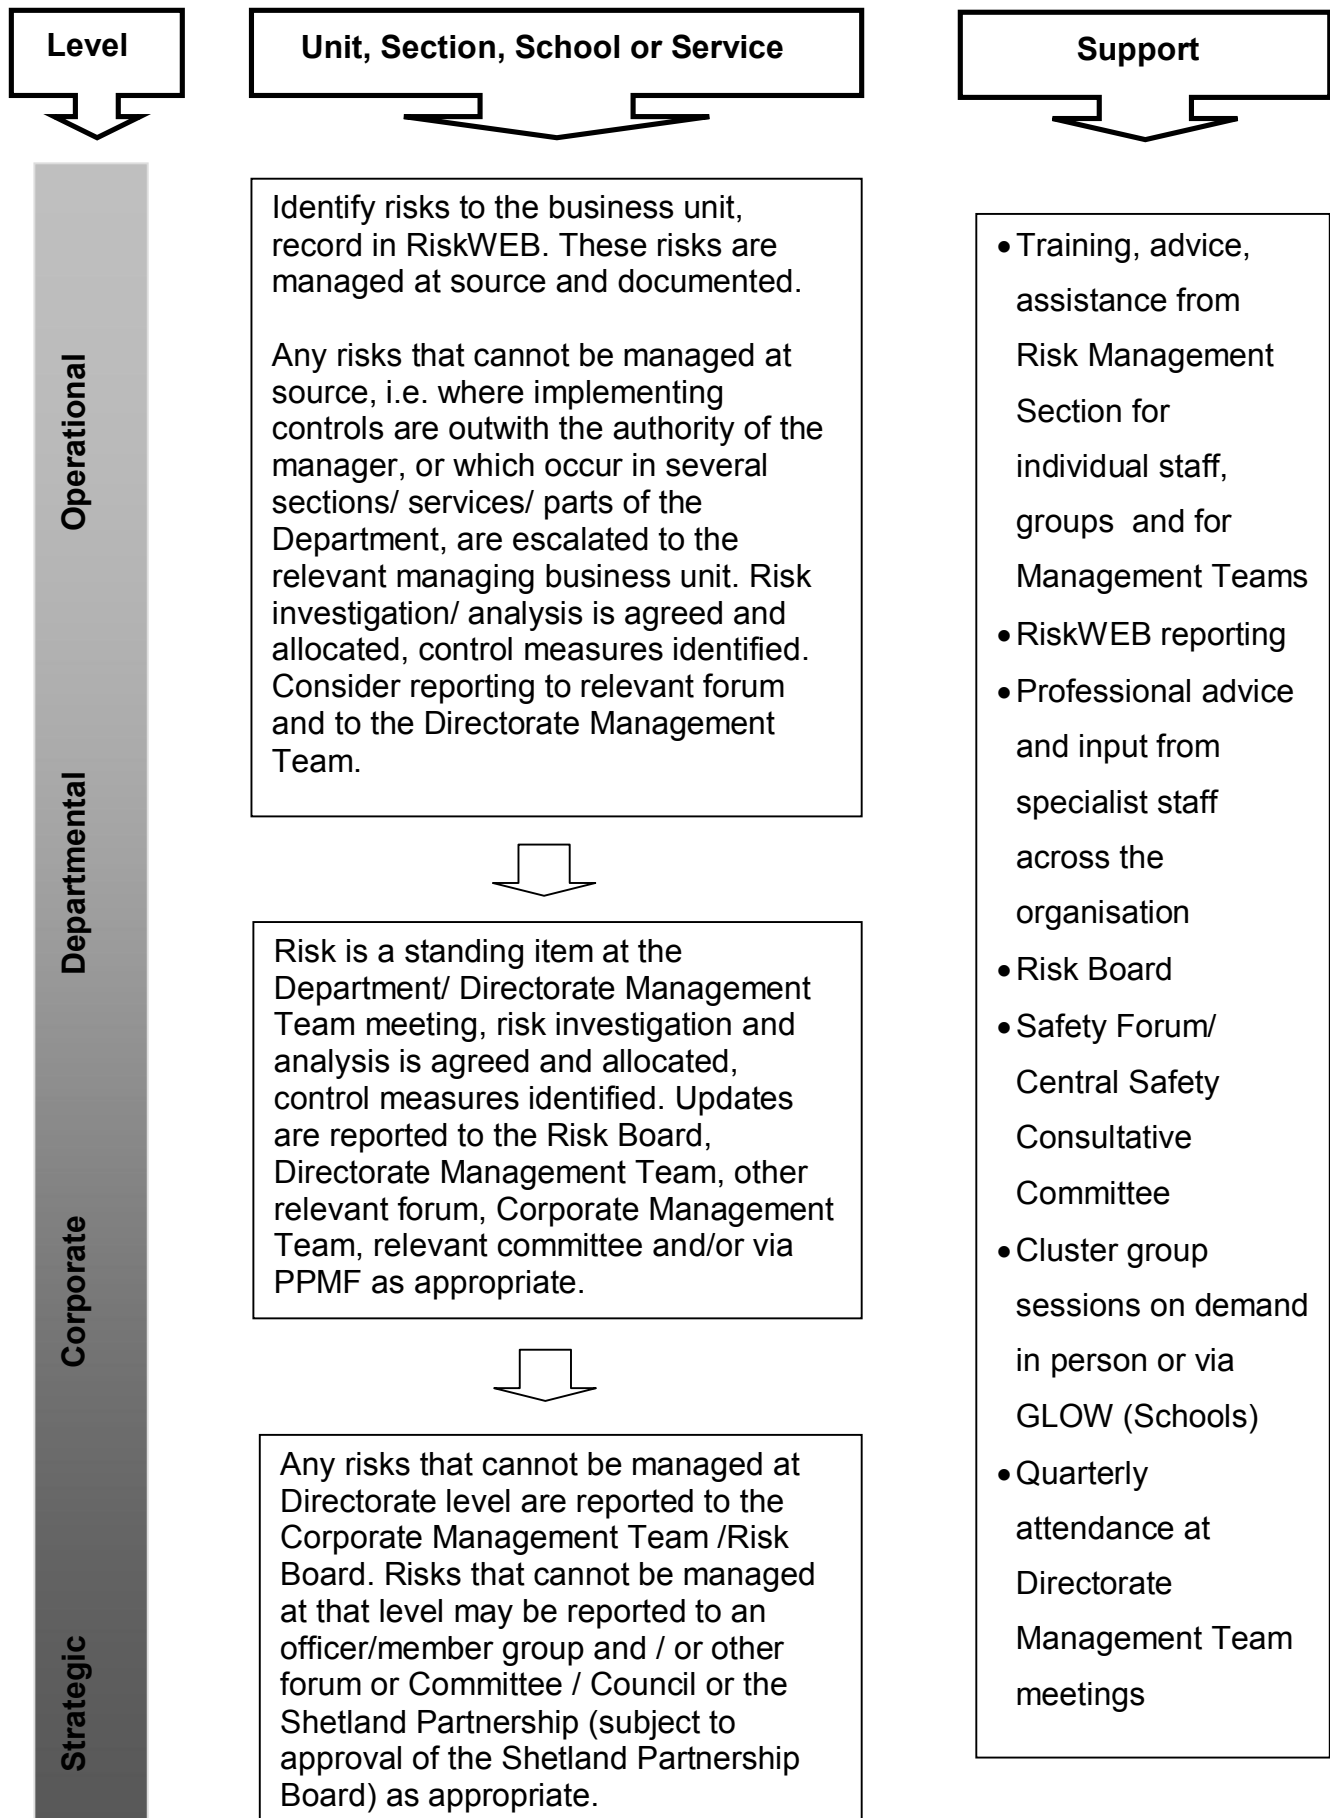 Level
Unit, Section, School or Service
Support
Operational
Departmental
Corporate
Strategic
Identify risks to the business unit,
record in RiskWEB. These risks are
managed at source and documented.
Any risks that cannot be managed at
source, i.e. where implementing
controls are outwith the authority of the
manager, or which occur in several
sections/ services/ parts of the
Department, are escalated to the
relevant managing business unit. Risk
investigation/ analysis is agreed and
allocated, control measures identified.
Consider reporting to relevant forum
and to the Directorate Management
Team.
Risk is a standing item at the
Department/ Directorate Management
Team meeting, risk investigation and
analysis is agreed and allocated,
control measures identified. Updates
are reported to the Risk Board,
Directorate Management Team, other
relevant forum, Corporate Management
Team, relevant committee and/or via
PPMF as appropriate.
Any risks that cannot be managed at
Directorate level are reported to the
Corporate Management Team /Risk
Board. Risks that cannot be managed
at that level may be reported to an
officer/member group and / or other
forum or Committee / Council or the
Shetland Partnership (subject to
approval of the Shetland Partnership
Board) as appropriate.
• Training, advice,
assistance from
Risk Management
Section for
individual staff,
groups  and for
Management Teams
• RiskWEB reporting
• Professional advice
and input from
specialist staff
across the
organisation
• Risk Board
• Safety Forum/
Central Safety
Consultative
Committee
• Cluster group
sessions on demand
in person or via
GLOW (Schools)
• Quarterly
attendance at
Directorate
Management Team
meetings